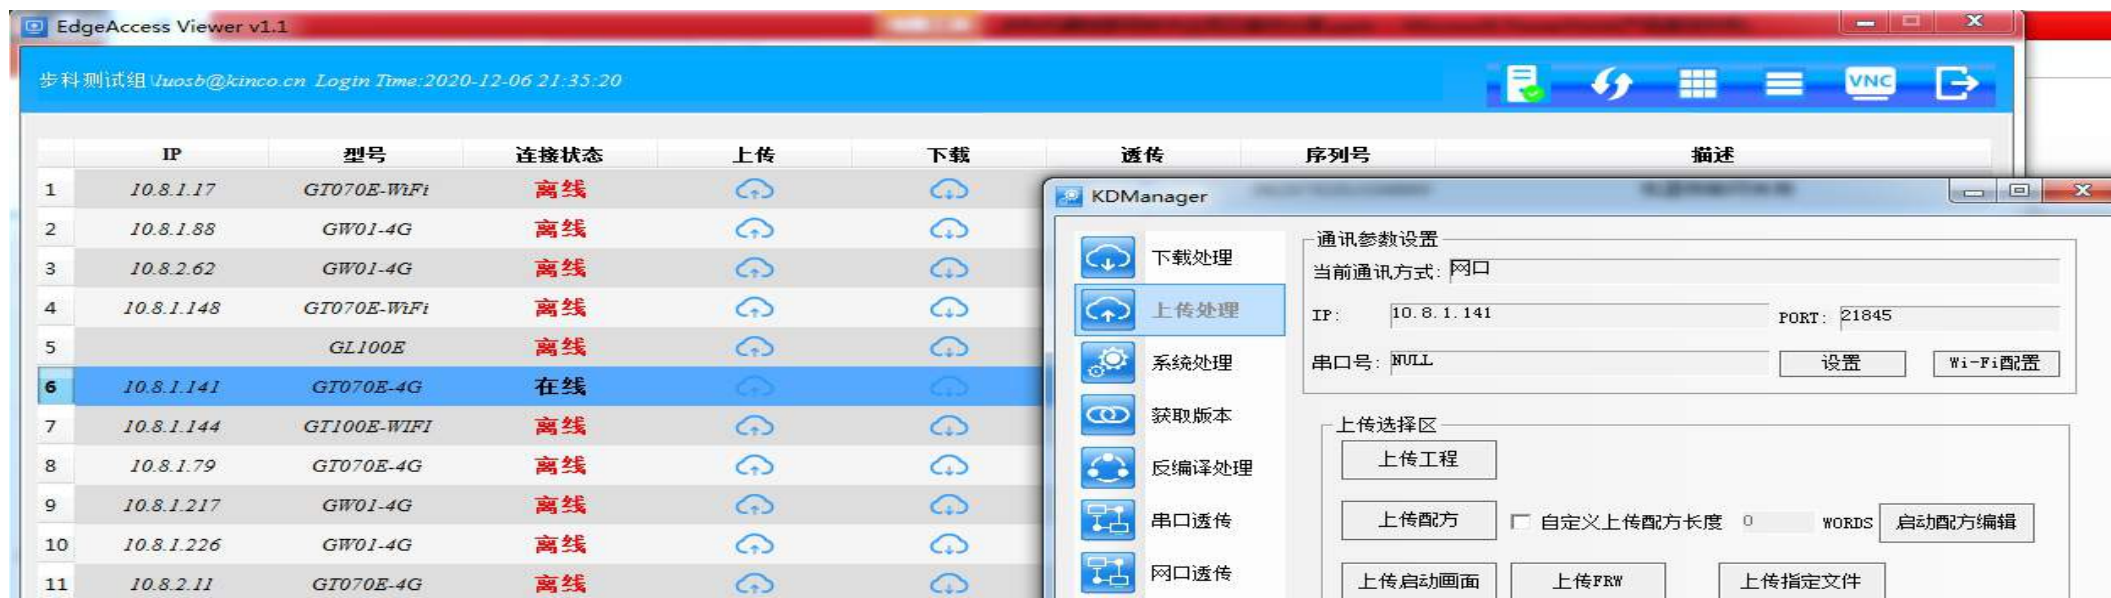 EdgeAccess Viewer v1.1
步科测试组\luosb@kinco.cn Login Time:2020-12-06 21:35:20
VNC
IP 型号 连接状态 上传 下载 透传 序列号 描述
1 10.8.1.17 GT070E-WiFi 离线
2 10.8.1.88 GW01-4G 离线
3 10.8.2.62 GW01-4G 离线
4 10.8.1.148 GT070E-WiFi 离线
5 GL100E 离线
6 10.8.1.141 GT070E-4G 在线
7 10.8.1.144 GT100E-WIFI 离线
8 10.8.1.79 GT070E-4G 离线
9 10.8.1.217 GW01-4G 离线
10 10.8.1.226 GW01-4G 离线
11 10.8.2.11 GT070E-4G 离线
KDManager
下载处理
上传处理
系统处理
获取版本
反编译处理
串口透传
网口透传
通讯参数设置
当前通讯方式: 网口
IP: 10.8.1.141 PORT: 21845
串口号: NULL 设置 Wi-Fi配置
上传选择区
上传工程
上传配方 自定义上传配方长度 0 WORDS 启动配方编辑
上传启动画面 上传FRW 上传指定文件